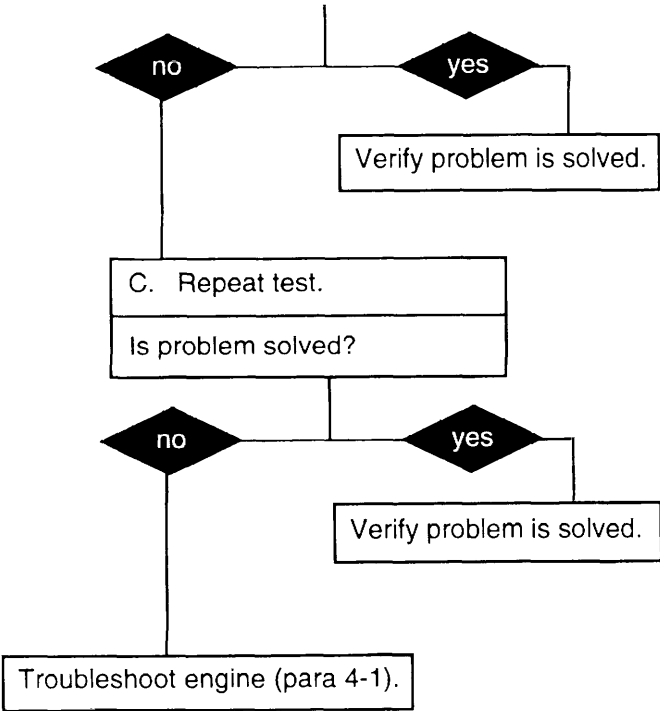 no
yes
Verify problem is solved.
C. Repeat test.
Is problem solved?
no
yes
Verify problem is solved.
Troubleshoot engine (para 4-1).